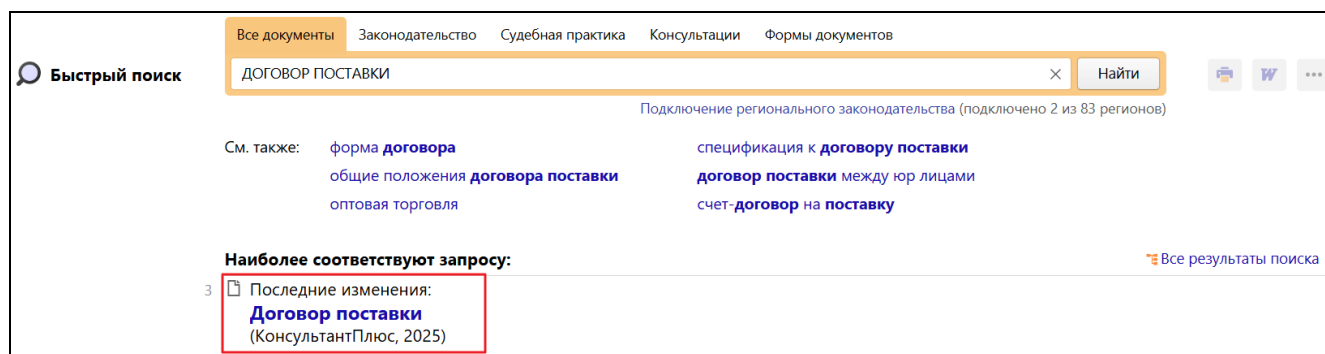 Все документы Законодательство Судебная практика Консультации Формы документов
Быстрый поиск ДОГОВОР ПОСТАВКИ × Найти W ...
Подключение регионального законодательства (подключено 2 из 83 регионов)
См. также: форма договора спецификация к договору поставки
общие положения договора поставки договор поставки между юр лицами
оптовая торговля счет-договор на поставку
Наиболее соответствуют запросу: Все результаты поиска
3 Последние изменения:
Договор поставки
(КонсультантПлюс, 2025)